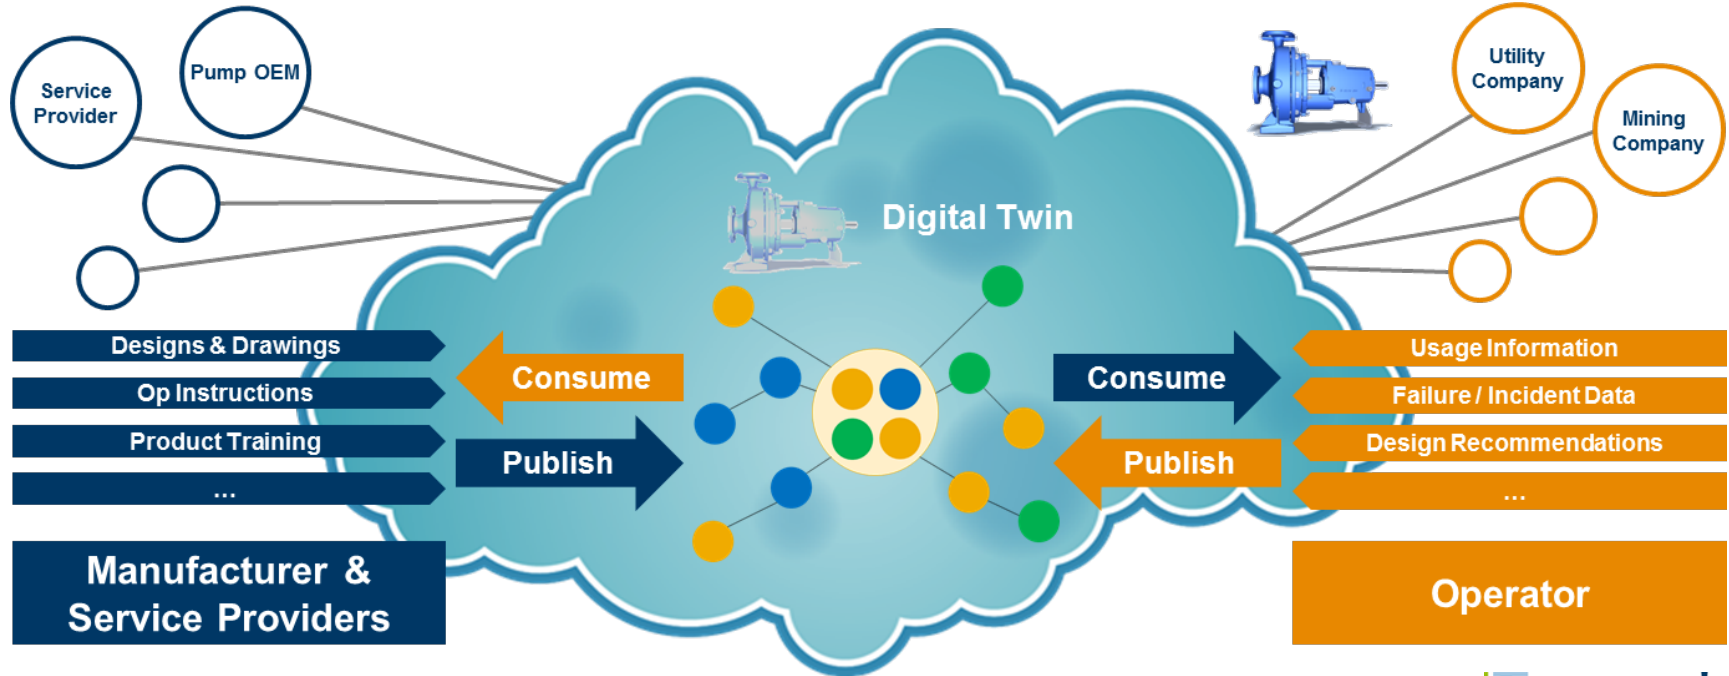 Service
Provider
Pump OEM
Utility
Company
Mining
Company
Digital Twin
Designs & Drawings
Op Instructions
Product Training
...
Consume
Publish
Consume
Publish
Usage Information
Failure / Incident Data
Design Recommendations
...
Manufacturer &
Service Providers
Operator